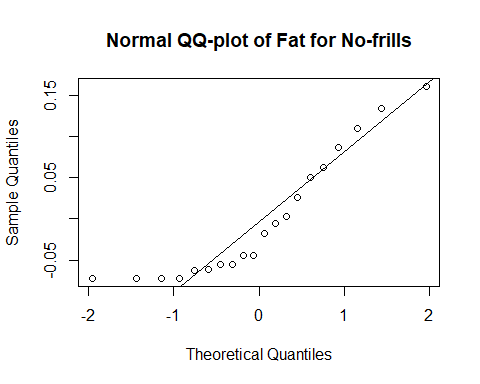 Normal QQ-plot of Fat for No-frills
Sample Quantiles
0.15
0.05
-0.05
-2 -1 0 1 2
Theoretical Quantiles